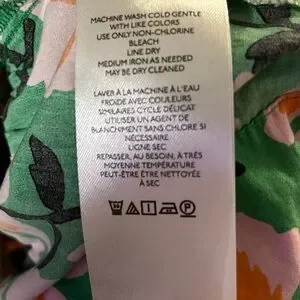 MACHINE WASH COLD GENTLE
WITH LIKE COLORS
USE ONLY NON-CHLORINE
BLEACH
LINE DRY
MEDIUM IRON AS NEEDED
MAY BE DRY CLEANED
LAVER À LA MACHINE À L'EAU
FROIDE AVEC COULEURS
SIMILAIRES CYCLE DÉLICAT
UTILISER UN AGENT DE
BLANCHIMENT SANS CHLORE SI
NÉCESSAIRE
LIGNE SEC
REPASSER, AU BESOIN, À TRÈS
MOYENNE TEMPÉRATURE
PEUT-ÊTRE ÊTRE NETTOYÉE
À SEC